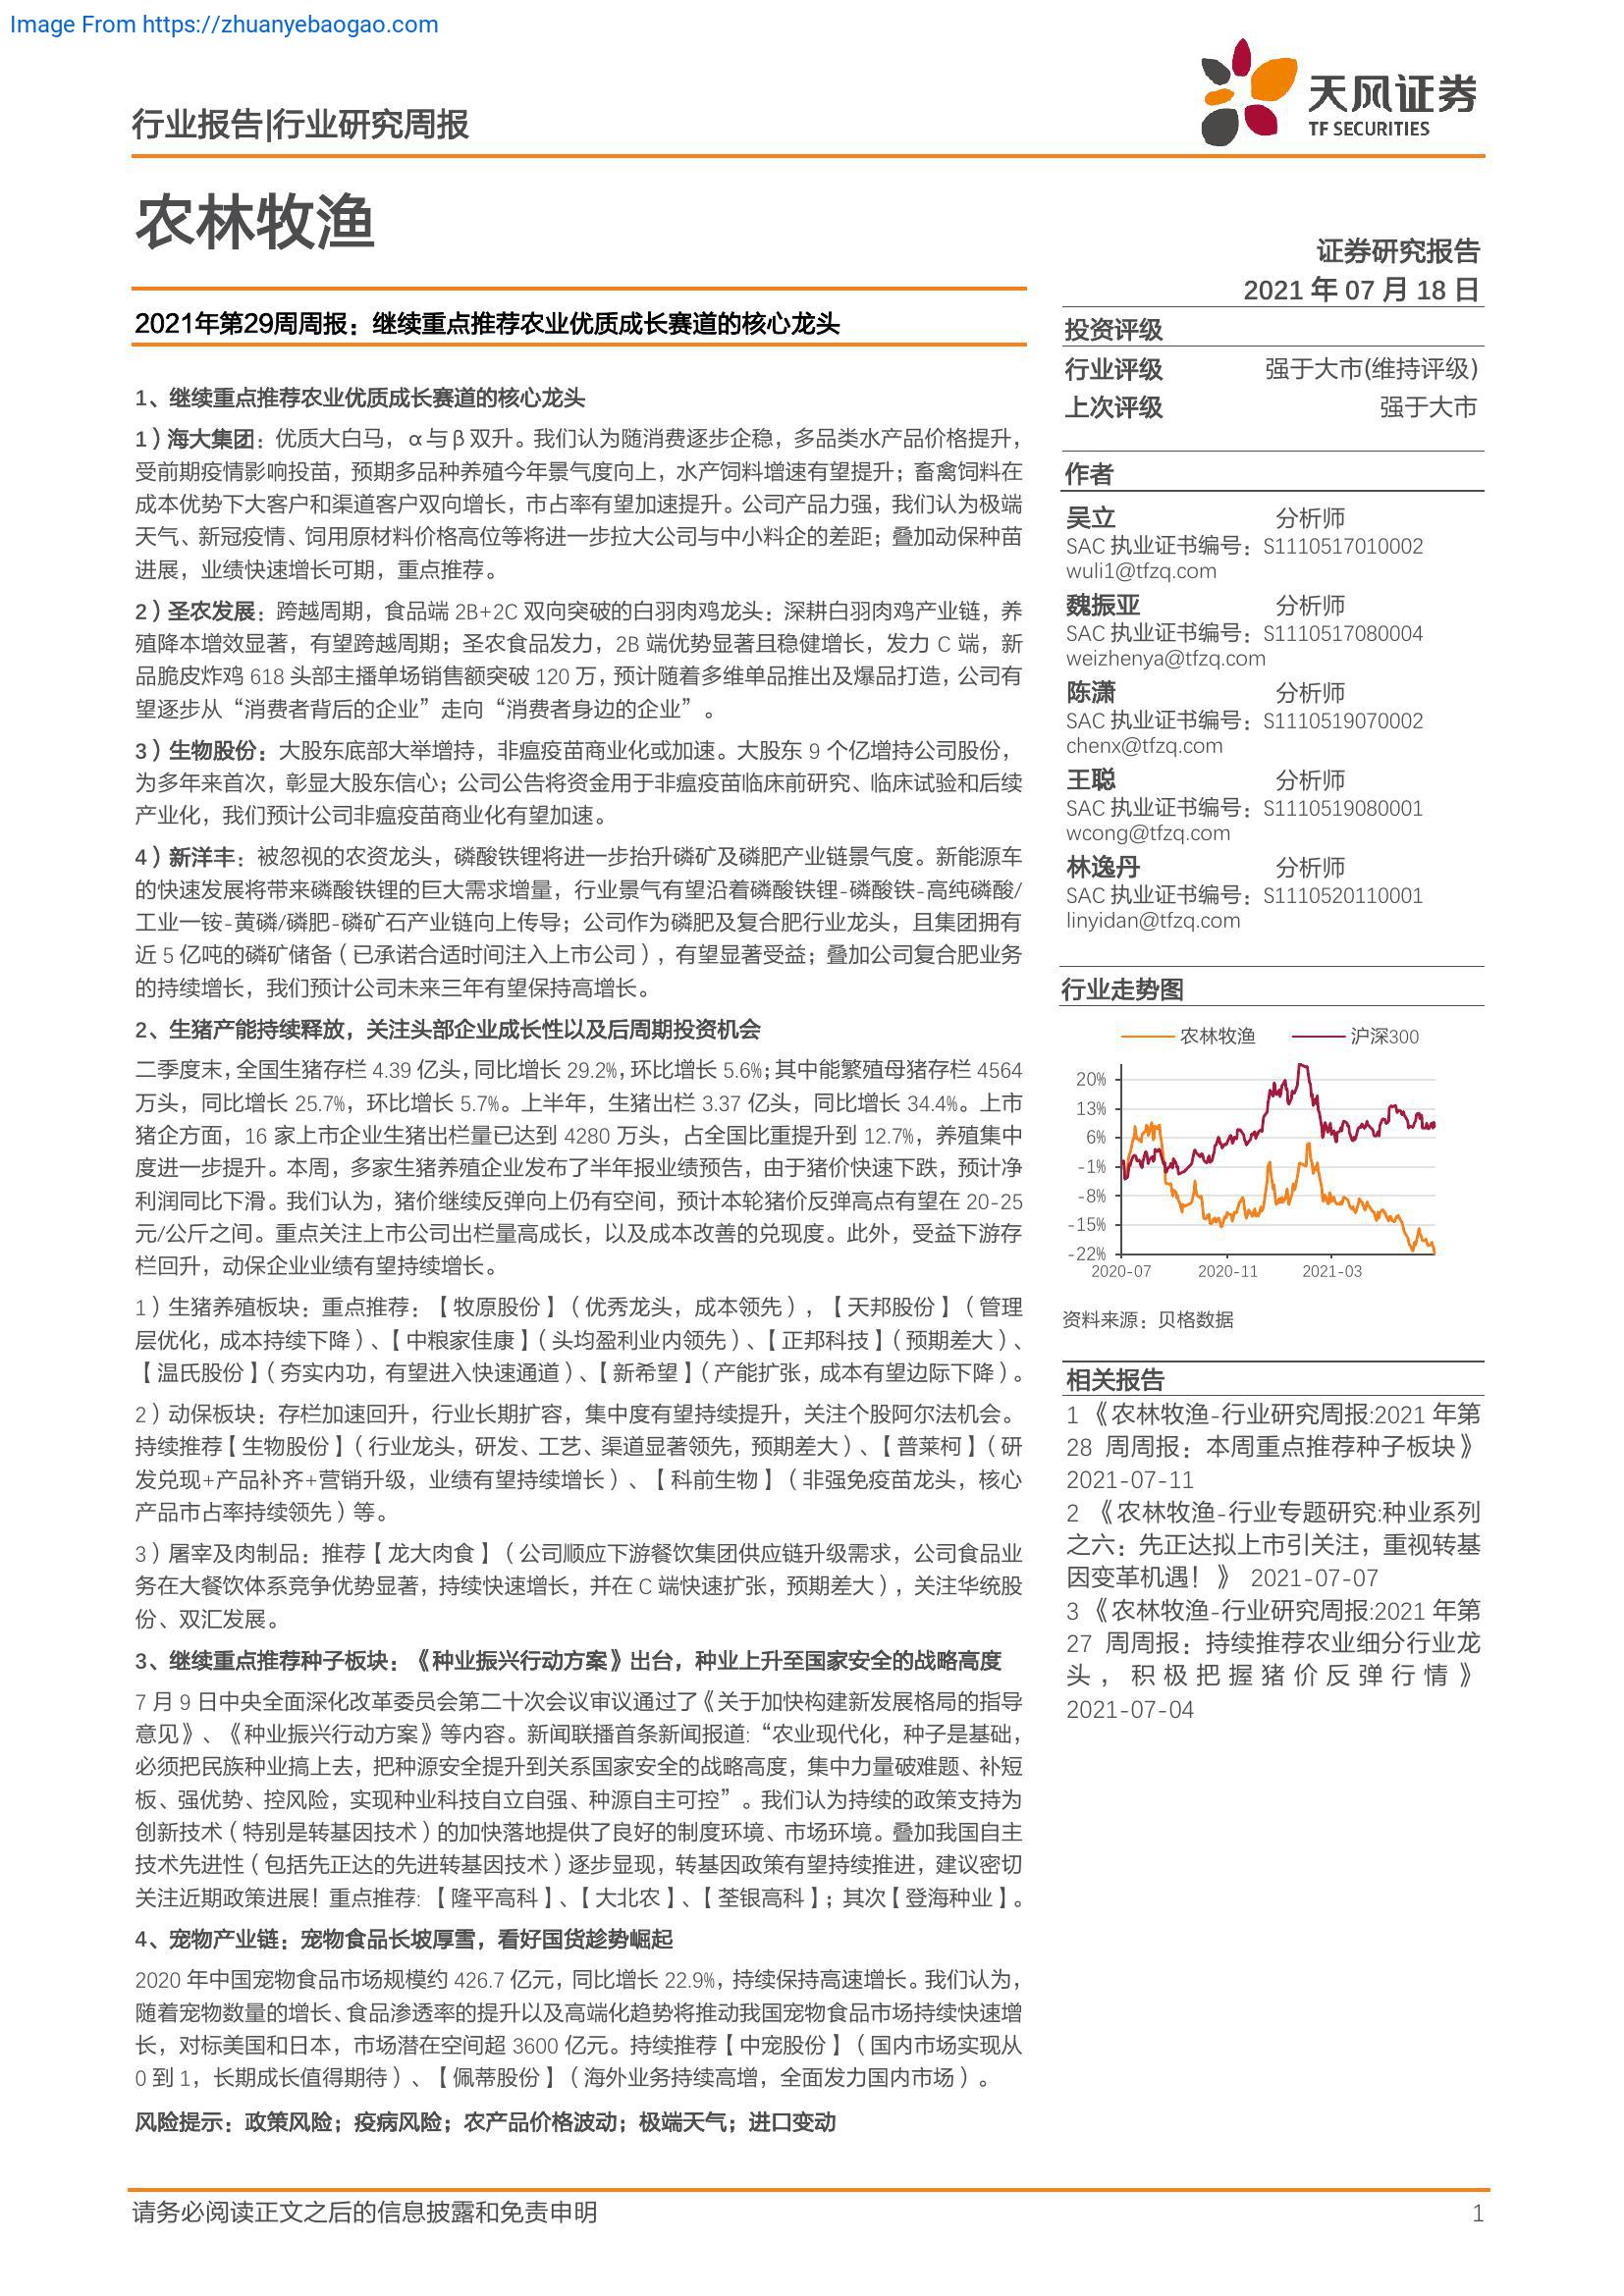 Image From https://zhuanyebaogao.com
行业报告|行业研究周报
天风证券
TF SECURITIES
农林牧渔
证券研究报告
2021 年 07 月 18 日
2021年第29周周报：继续重点推荐农业优质成长赛道的核心龙头
1、继续重点推荐农业优质成长赛道的核心龙头
1）海大集团：优质大白马，α与β双升。我们认为随消费逐步企稳，多品类水产品价格提升，
受前期疫情影响投苗，预期多品种养殖今年景气度向上，水产饲料增速有望提升；畜禽饲料在
成本优势下大客户和渠道客户双向增长，市占率有望加速提升。公司产品力强，我们认为极端
天气、新冠疫情、饲用原材料价格高位等将进一步拉大公司与中小料企的差距；叠加动保种苗
进展，业绩快速增长可期，重点推荐。
2）圣农发展：跨越周期，食品端 2B+2C 双向突破的白羽肉鸡龙头：深耕白羽肉鸡产业链，养
殖降本增效显著，有望跨越周期；圣农食品发力，2B 端优势显著且稳健增长，发力 C 端，新
品脆皮炸鸡 618 头部主播单场销售额突破 120 万，预计随着多维单品推出及爆品打造，公司有
望逐步从“消费者背后的企业”走向“消费者身边的企业”。
3）生物股份：大股东底部大举增持，非瘟疫苗商业化或加速。大股东 9 个亿增持公司股份，
为多年来首次，彰显大股东信心；公司公告将资金用于非瘟疫苗临床前研究、临床试验和后续
产业化，我们预计公司非瘟疫苗商业化有望加速。
4）新洋丰：被忽视的农资龙头，磷酸铁锂将进一步抬升磷矿及磷肥产业链景气度。新能源车
的快速发展将带来磷酸铁锂的巨大需求增量，行业景气有望沿着磷酸铁锂-磷酸铁-高纯磷酸/
工业一铵-黄磷/磷肥-磷矿石产业链向上传导；公司作为磷肥及复合肥行业龙头，且集团拥有
近 5 亿吨的磷矿储备（已承诺合适时间注入上市公司），有望显著受益；叠加公司复合肥业务
的持续增长，我们预计公司未来三年有望保持高增长。
2、生猪产能持续释放，关注头部企业成长性以及后周期投资机会
二季度末，全国生猪存栏 4.39 亿头，同比增长 29.2%，环比增长 5.6%；其中能繁殖母猪存栏 4564
万头，同比增长 25.7%，环比增长 5.7%。上半年，生猪出栏 3.37 亿头，同比增长 34.4%。上市
猪企方面，16 家上市企业生猪出栏量已达到 4280 万头，占全国比重提升到 12.7%，养殖集中
度进一步提升。本周，多家生猪养殖企业发布了半年报业绩预告，由于猪价快速下跌，预计净
利润同比下滑。我们认为，猪价继续反弹向上仍有空间，预计本轮猪价反弹高点有望在 20-25
元/公斤之间。重点关注上市公司出栏量高成长，以及成本改善的兑现度。此外，受益下游存
栏回升，动保企业业绩有望持续增长。
1）生猪养殖板块：重点推荐：【牧原股份】（优秀龙头，成本领先），【天邦股份】（管理
层优化，成本持续下降）、【中粮家佳康】（头均盈利业内领先）、【正邦科技】（预期差大）、
【温氏股份】（夯实内功，有望进入快速通道）、【新希望】（产能扩张，成本有望边际下降）。
2）动保板块：存栏加速回升，行业长期扩容，集中度有望持续提升，关注个股阿尔法机会。
持续推荐【生物股份】（行业龙头，研发、工艺、渠道显著领先，预期差大）、【普莱柯】（研
发兑现+产品补齐+营销升级，业绩有望持续增长）、【科前生物】（非强免疫苗龙头，核心
产品市占率持续领先）等。
3）屠宰及肉制品：推荐【龙大肉食】（公司顺应下游餐饮集团供应链升级需求，公司食品业
务在大餐饮体系竞争优势显著，持续快速增长，并在 C 端快速扩张，预期差大），关注华统股
份、双汇发展。
3、继续重点推荐种子板块：《种业振兴行动方案》出台，种业上升至国家安全的战略高度
7 月 9 日中央全面深化改革委员会第二十次会议审议通过了《关于加快构建新发展格局的指导
意见》、《种业振兴行动方案》等内容。新闻联播首条新闻报道：“农业现代化，种子是基础，
必须把民族种业搞上去，把种源安全提升到关系国家安全的战略高度，集中力量破难题、补短
板、强优势、控风险，实现种业科技自立自强、种源自主可控”。我们认为持续的政策支持为
创新技术（特别是转基因技术）的加快落地提供了良好的制度环境、市场环境。叠加我国自主
技术先进性（包括先正达的先进转基因技术）逐步显现，转基因政策有望持续推进，建议密切
关注近期政策进展！重点推荐：【隆平高科】、【大北农】、【荃银高科】；其次【登海种业】。
4、宠物产业链：宠物食品长坡厚雪，看好国货趁势崛起
2020 年中国宠物食品市场规模约 426.7 亿元，同比增长 22.9%，持续保持高速增长。我们认为，
随着宠物数量的增长、食品渗透率的提升以及高端化趋势将推动我国宠物食品市场持续快速增
长，对标美国和日本，市场潜在空间超 3600 亿元。持续推荐【中宠股份】（国内市场实现从
0 到 1，长期成长值得期待）、【佩蒂股份】（海外业务持续高增，全面发力国内市场）。
风险提示：政策风险；疫病风险；农产品价格波动；极端天气；进口变动
投资评级
行业评级 强于大市(维持评级)
上次评级 强于大市
作者
吴立 分析师
SAC 执业证书编号：S1110517010002
wuli1@tfzq.com
魏振亚 分析师
SAC 执业证书编号：S1110517080004
weizhenya@tfzq.com
陈潇 分析师
SAC 执业证书编号：S1110519070002
chenx@tfzq.com
王聪 分析师
SAC 执业证书编号：S1110519080001
wcong@tfzq.com
林逸丹 分析师
SAC 执业证书编号：S1110520110001
linyidan@tfzq.com
行业走势图
农林牧渔 沪深300
20%
13%
6%
-1%
-8%
-15%
-22%
2020-07 2020-11 2021-03
资料来源：贝格数据
相关报告
1 《农林牧渔-行业研究周报:2021 年第
28 周周报：本周重点推荐种子板块》
2021-07-11
2 《农林牧渔-行业专题研究:种业系列
之六：先正达拟上市引关注，重视转基
因变革机遇！》 2021-07-07
3 《农林牧渔-行业研究周报:2021 年第
27 周周报：持续推荐农业细分行业龙
头，积极把握猪价反弹行情》
2021-07-04
请务必阅读正文之后的信息披露和免责申明 1